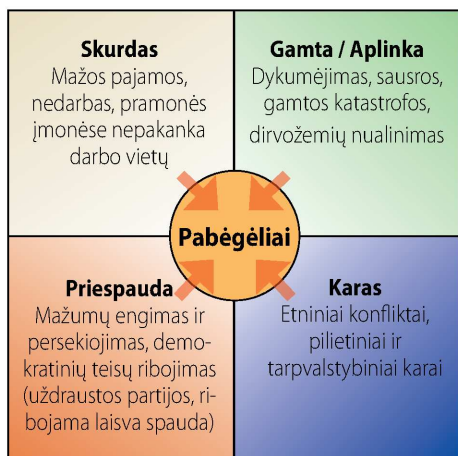 Skurdas
Mažos pajamos,
nedarbas, pramonės
įmonėse nepakanka
darbo vietų
Gamta / Aplinka
Dykumėjimas, sausros,
gamtos katastrofos,
dirvožemių nualinimas
Pabėgėliai
Priespauda
Mažumų engimas ir
persekiojimas, demo-
kratinių teisų ribojimas
(uždraustos partijos, ri-
bojama laisva spauda)
Karas
Etniniai konfliktai,
pilietiniai ir
tarpvalstybiniai karai